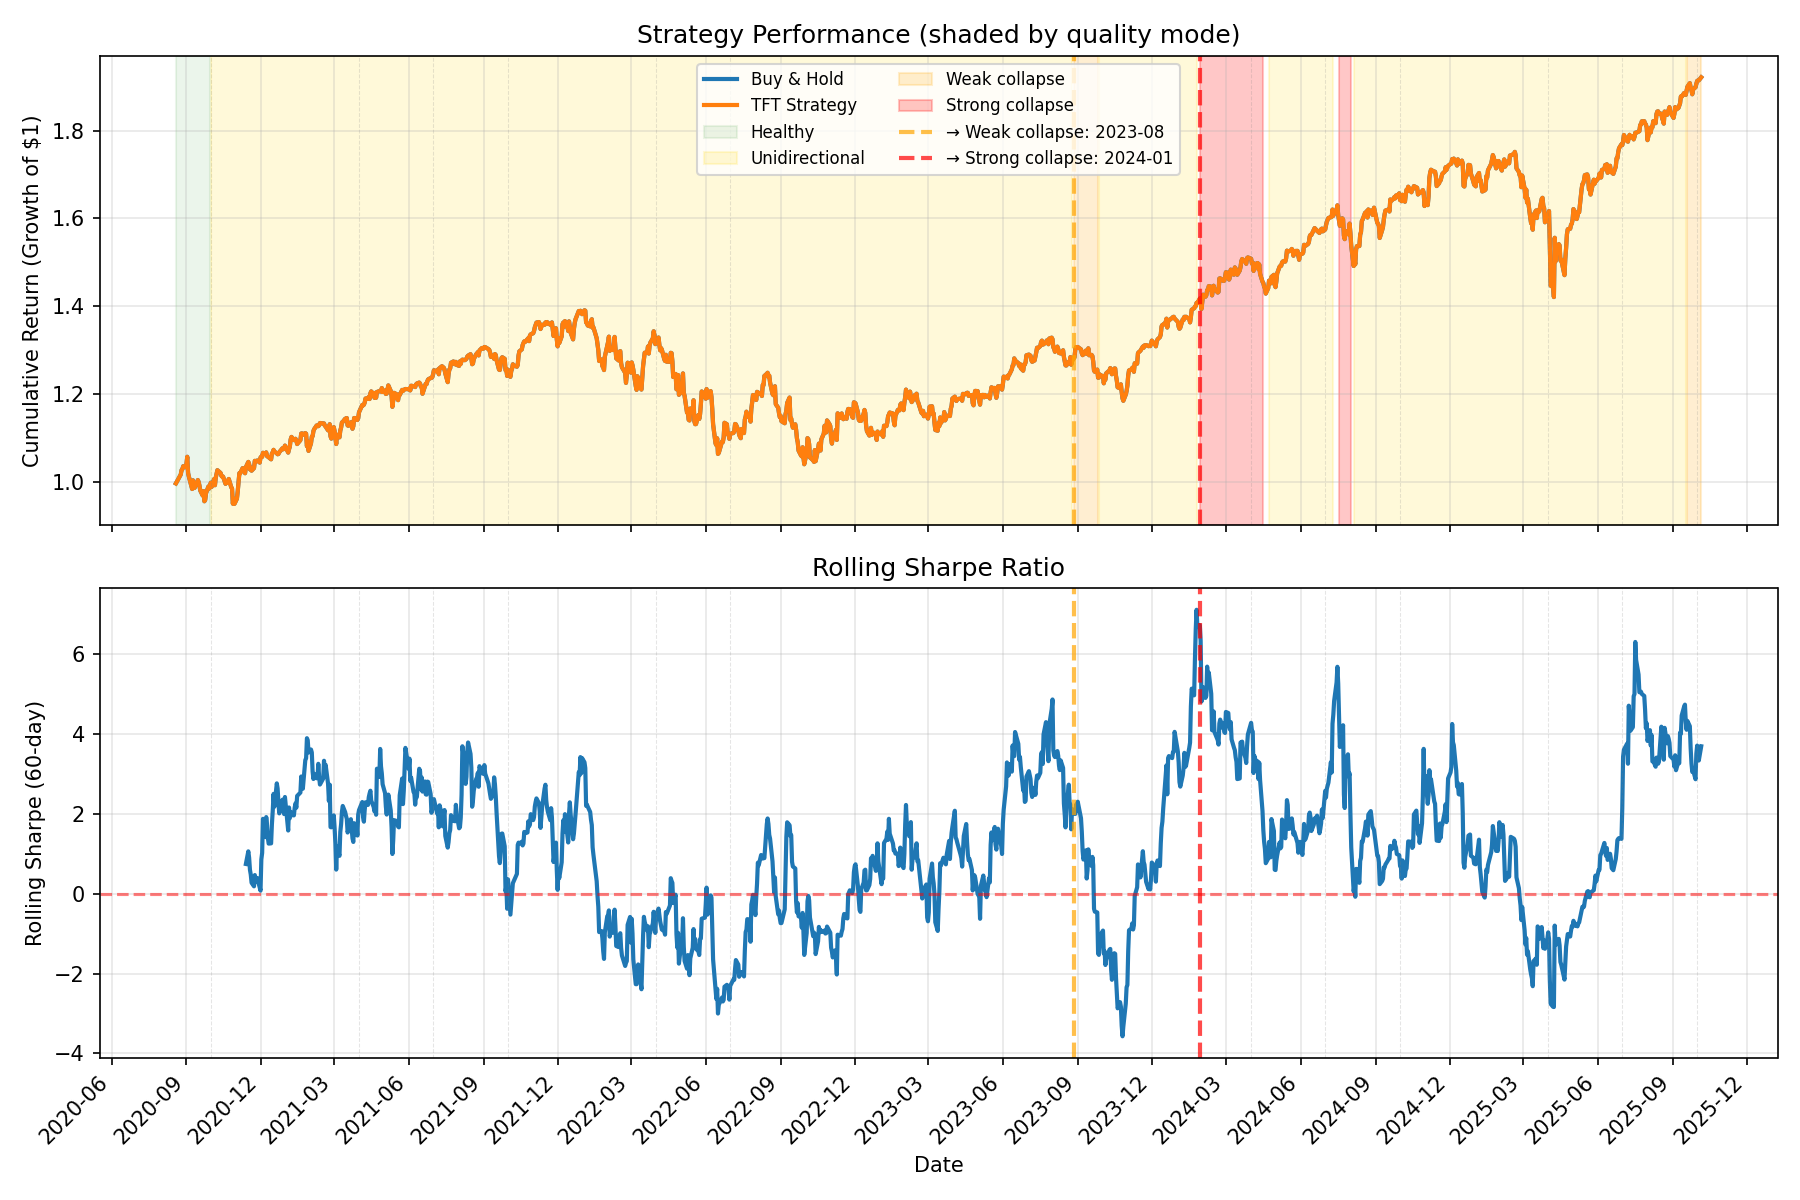 Strategy Performance (shaded by quality mode)
Cumulative Return (Growth of $1)
1.8
1.6
1.4
1.2
1.0
Buy & Hold
TFT Strategy
Healthy
Unidirectional
Weak collapse
Strong collapse
→ Weak collapse: 2023-08
→ Strong collapse: 2024-01
Rolling Sharpe Ratio
Rolling Sharpe (60-day)
6
4
2
0
−2
−4
2020-06
2020-09
2020-12
2021-03
2021-06
2021-09
2021-12
2022-03
2022-06
2022-09
2022-12
2023-03
2023-06
2023-09
2023-12
2024-03
2024-06
2024-09
2024-12
2025-03
2025-06
2025-09
2025-12
Date